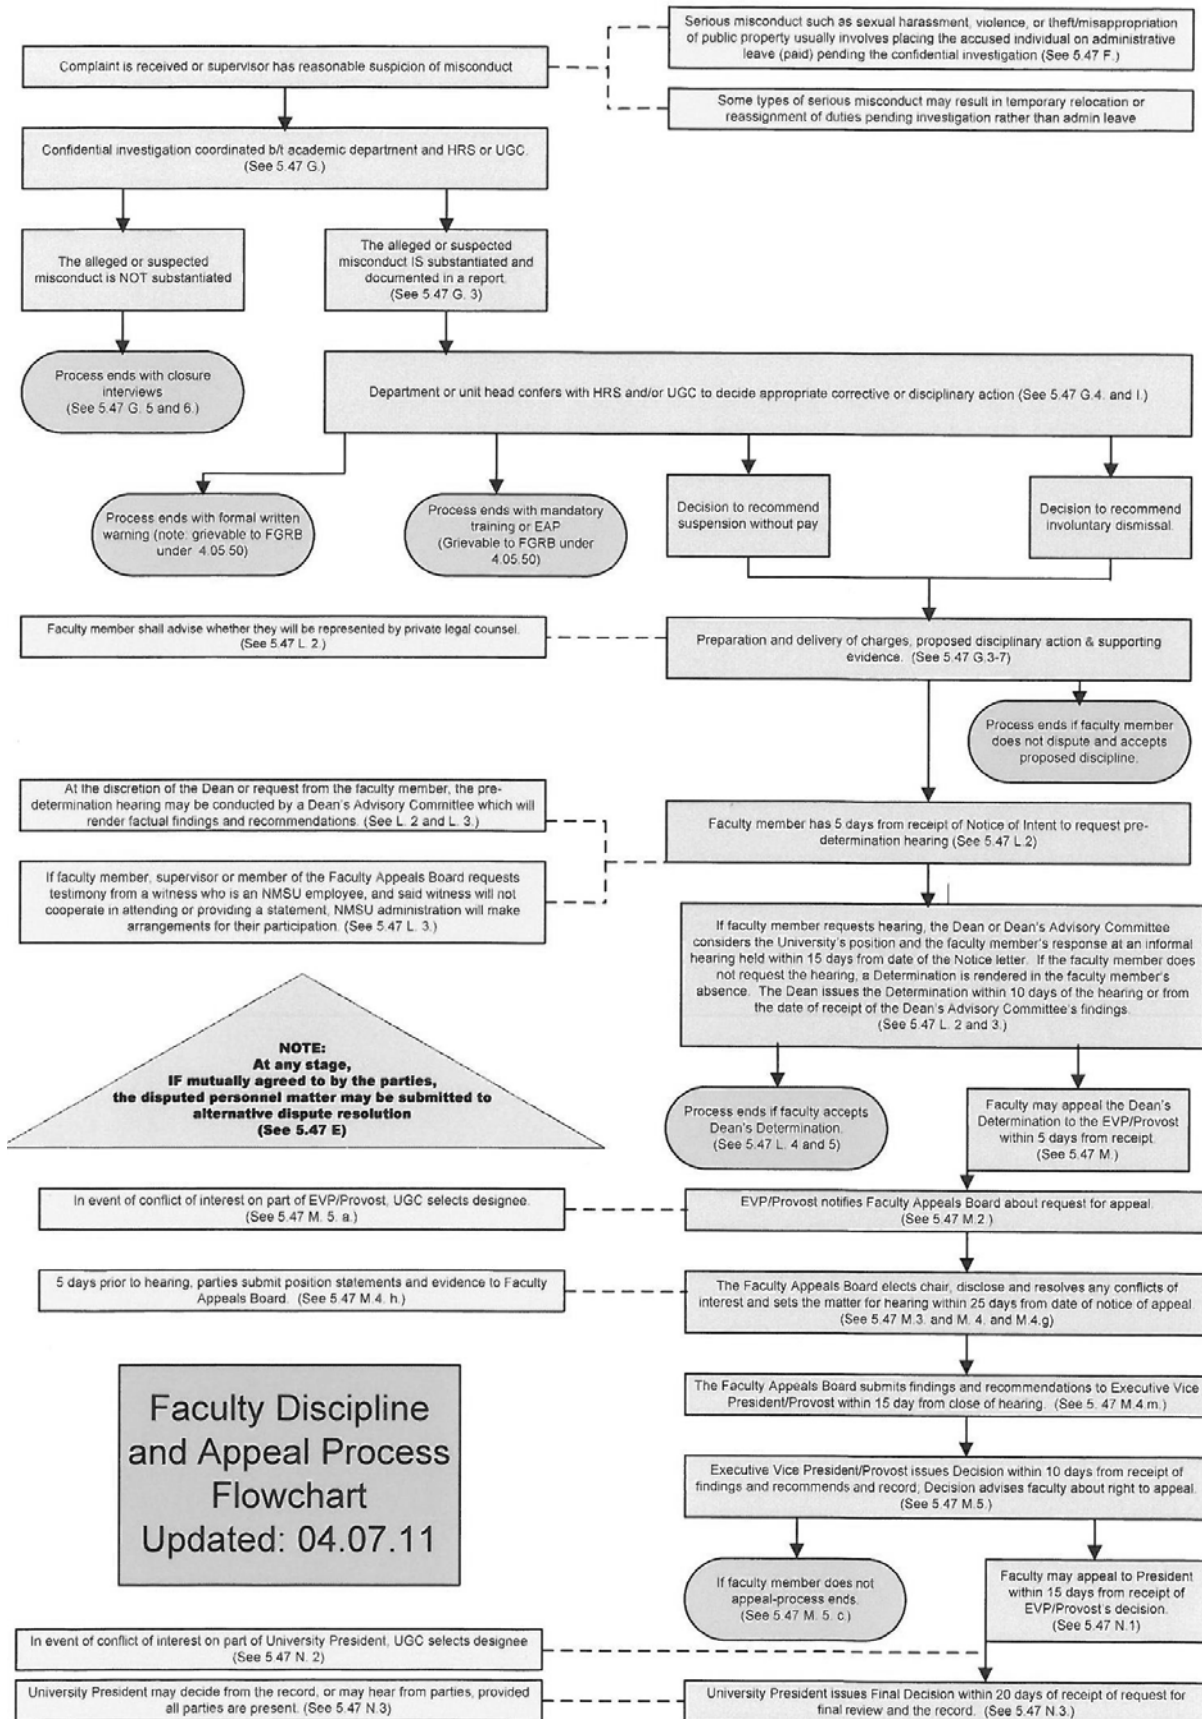 Serious misconduct such as sexual harassment, violence, or theft/misappropriation
of public property usually involves placing the accused individual on administrative
leave (paid) pending the confidential investigation (See 5.47 F.)
Complaint is received or supervisor has reasonable suspicion of misconduct
Some types of serious misconduct may result in temporary relocation or
reassignment of duties pending investigation rather than admin leave
Confidential investigation coordinated b/t academic department and HRS or UGC.
(See 5.47 G.)
The alleged or suspected
misconduct is NOT substantiated
The alleged or suspected
misconduct IS substantiated and
documented in a report.
(See 5.47 G. 3)
Process ends with closure
interviews
(See 5.47 G. 5 and 6.)
Department or unit head confers with HRS and/or UGC to decide appropriate corrective or disciplinary action (See 5.47 G.4. and I.)
Process ends with formal written
warning (note: grievable to FGRB
under 4.05.50)
Process ends with mandatory
training or EAP
(Grievable to FGRB under
4.05.50)
Decision to recommend
suspension without pay
Decision to recommend
involuntary dismissal.
Faculty member shall advise whether they will be represented by private legal counsel.
(See 5.47 L. 2.)
Preparation and delivery of charges, proposed disciplinary action & supporting
evidence. (See 5.47 G.3-7)
Process ends if faculty member
does not dispute and accepts
proposed discipline.
At the discretion of the Dean or request from the faculty member, the pre-
determination hearing may be conducted by a Dean's Advisory Committee which will
render factual findings and recommendations. (See L. 2 and L. 3.)
Faculty member has 5 days from receipt of Notice of Intent to request pre-
determination hearing (See 5.47 L.2)
If faculty member, supervisor or member of the Faculty Appeals Board requests
testimony from a witness who is an NMSU employee, and said witness will not
cooperate in attending or providing a statement, NMSU administration will make
arrangements for their participation. (See 5.47 L. 3.)
If faculty member requests hearing, the Dean or Dean's Advisory Committee
considers the University's position and the faculty member's response at an informal
hearing held within 15 days from date of the Notice letter. If the faculty member does
not request the hearing, a Determination is rendered in the faculty member's
absence. The Dean issues the Determination within 10 days of the hearing or from
the date of receipt of the Dean's Advisory Committee's findings.
(See 5.47 L. 2 and 3.)
NOTE:
At any stage,
IF mutually agreed to by the parties,
the disputed personnel matter may be submitted to
alternative dispute resolution
(See 5.47 E)
Process ends if faculty accepts
Dean's Determination.
(See 5.47 L. 4 and 5)
Faculty may appeal the Dean's
Determination to the EVP/Provost
within 5 days from receipt.
(See 5.47 M.)
In event of conflict of interest on part of EVP/Provost, UGC selects designee.
(See 5.47 M. 5. a.)
EVP/Provost notifies Faculty Appeals Board about request for appeal.
(See 5.47 M.2.)
5 days prior to hearing, parties submit position statements and evidence to Faculty
Appeals Board. (See 5.47 M.4. h.)
The Faculty Appeals Board elects chair, disclose and resolves any conflicts of
interest and sets the matter for hearing within 25 days from date of notice of appeal.
(See 5.47 M.3. and M. 4. and M.4.g)
Faculty Discipline
and Appeal Process
Flowchart
Updated: 04.07.11
The Faculty Appeals Board submits findings and recommendations to Executive Vice
President/Provost within 15 day from close of hearing. (See 5. 47 M.4.m.)
Executive Vice President/Provost issues Decision within 10 days from receipt of
findings and recommends and record; Decision advises faculty about right to appeal.
(See 5.47 M.5.)
If faculty member does not
appeal-process ends.
(See 5.47 M. 5. c.)
Faculty may appeal to President
within 15 days from receipt of
EVP/Provost's decision.
(See 5.47 N.1)
In event of conflict of interest on part of University President, UGC selects designee
(See 5.47 N. 2)
University President may decide from the record, or may hear from parties, provided
all parties are present. (See 5.47 N.3)
University President issues Final Decision within 20 days of receipt of request for
final review and the record. (See 5.47 N.3.)